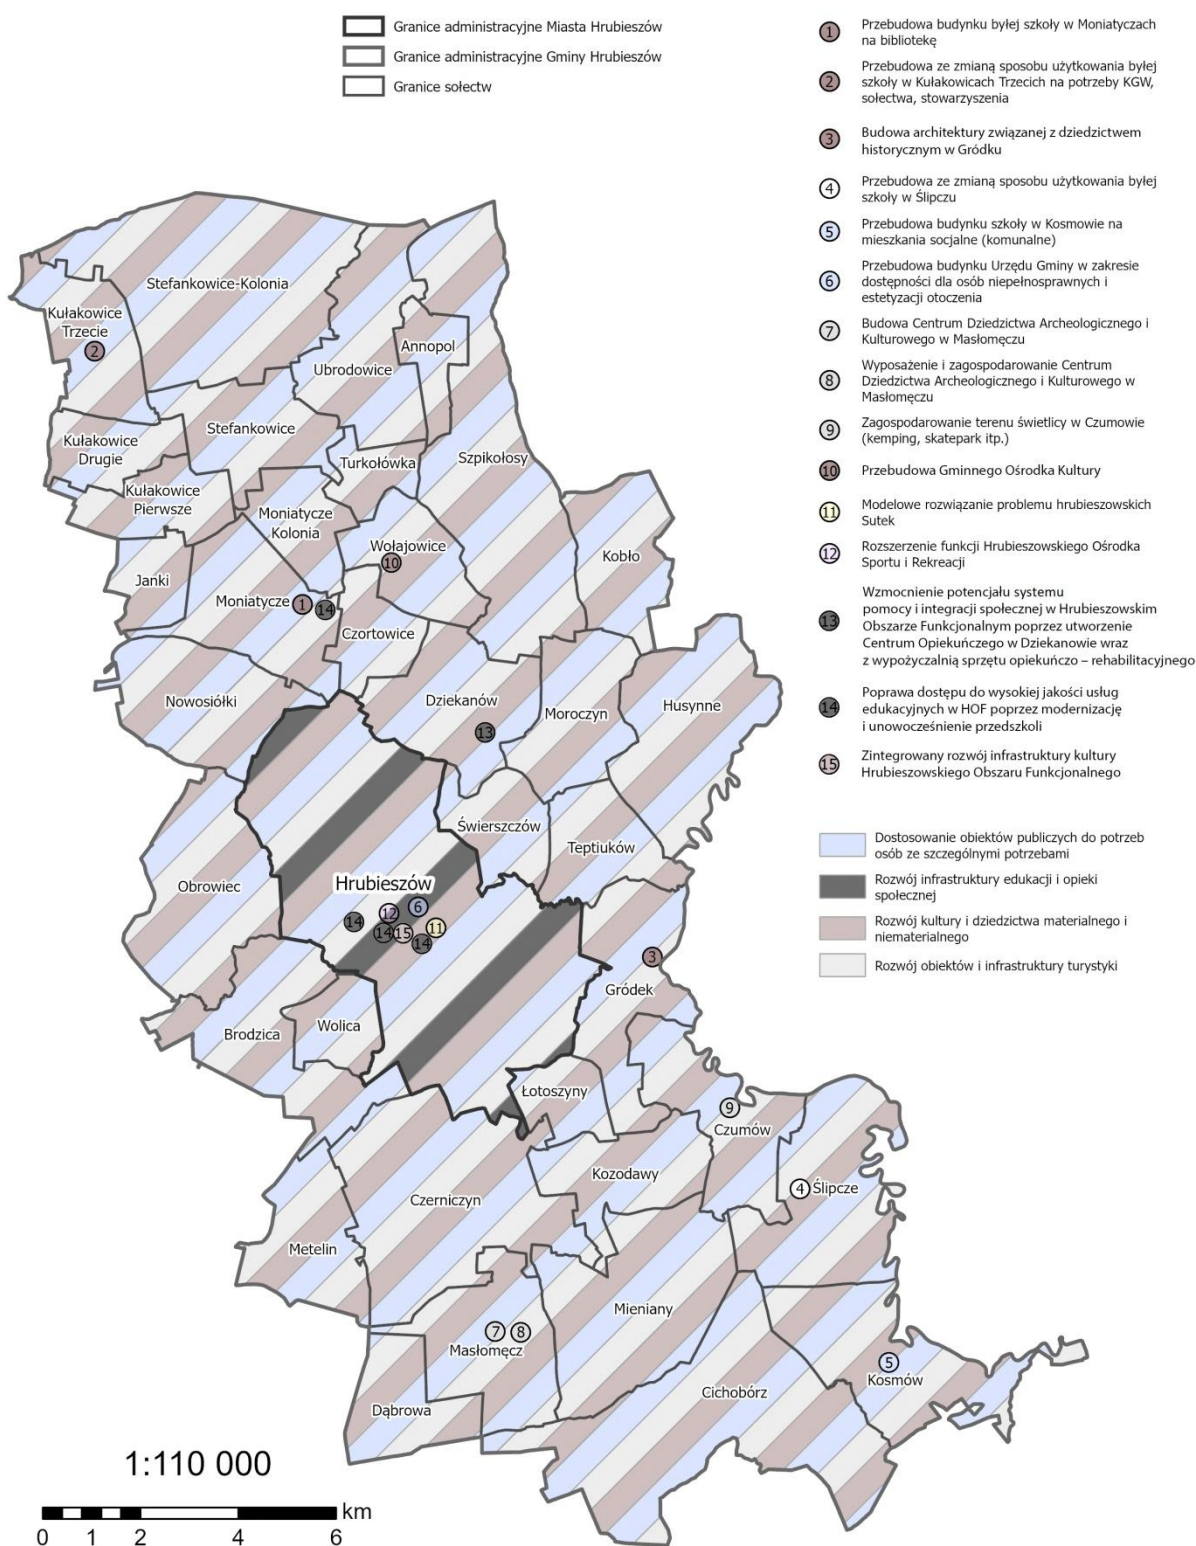 Granice administracyjne Miasta Hrubieszów
Granice administracyjne Gminy Hrubieszów
Granice sołectw
1 Przebudowa budynku byłej szkoły w Moniatyczach
na bibliotekę
2 Przebudowa ze zmianą sposobu użytkowania byłej
szkoły w Kułakowicach Trzecich na potrzeby KGW,
sołectwa, stowarzyszenia
3 Budowa architektury związanej z dziedzictwem
historycznym w Gródku
4 Przebudowa ze zmianą sposobu użytkowania byłej
szkoły w Ślipczu
5 Przebudowa budynku szkoły w Kosmowie na
mieszkania socjalne (komunalne)
6 Przebudowa budynku Urzędu Gminy w zakresie
dostępności dla osób niepełnosprawnych i
estetyzacji otoczenia
7 Budowa Centrum Dziedzictwa Archeologicznego i
Kulturowego w Masłomęczu
8 Wyposażenie i zagospodarowanie Centrum
Dziedzictwa Archeologicznego i Kulturowego w
Masłomęczu
9 Zagospodarowanie terenu świetlicy w Czumowie
(kemping, skatepark itp.)
10 Przebudowa Gminnego Ośrodka Kultury
11 Modelowe rozwiązanie problemu hrubieszowskich
Sutek
12 Rozszerzenie funkcji Hrubieszowskiego Ośrodka
Sportu i Rekreacji
13 Wzmocnienie potencjału systemu
pomocy i integracji społecznej w Hrubieszowskim
Obszarze Funkcjonalnym poprzez utworzenie
Centrum Opiekuńczego w Dziekanowie wraz
z wypożyczalnią sprzętu opiekuńczo – rehabilitacyjnego
14 Poprawa dostępu do wysokiej jakości usług
edukacyjnych w HOF poprzez modernizację
i unowocześnienie przedszkoli
15 Zintegrowany rozwój infrastruktury kultury
Hrubieszowskiego Obszaru Funkcjonalnego
Dostosowanie obiektów publicznych do potrzeb
osób ze szczególnymi potrzebami
Rozwój infrastruktury edukacji i opieki
społecznej
Rozwój kultury i dziedzictwa materialnego i
niematerialnego
Rozwój obiektów i infrastruktury turystyki
Stefankowice-Kolonia
Kułakowice
Trzecie
2
Annopol
Ubrodowice
Stefankowice
Kułakowice
Drugie
Turkołówka
Szpikołosy
Kułakowice
Pierwsze
Moniatycze
Kolonia
Wołajowice
10
Kobło
Janki
Moniatycze 1 14
Czortowice
Nowosiółki
Dziekanów
13
Moroczyn
Husynne
Świerszczów
Teptiuków
Obrowiec
Hrubieszów
14 12 6
14 15 11
14
3
Gródek
Brodzica
Wolica
Łotoszyny
9
Czumów
Kozodawy
4 Ślipcze
Czerniczyn
Metelin
Mieniany
7 8
Masłomęcz
5
Kosmów
Cichobórz
Dąbrowa
1:110 000
km
0 1 2 4 6